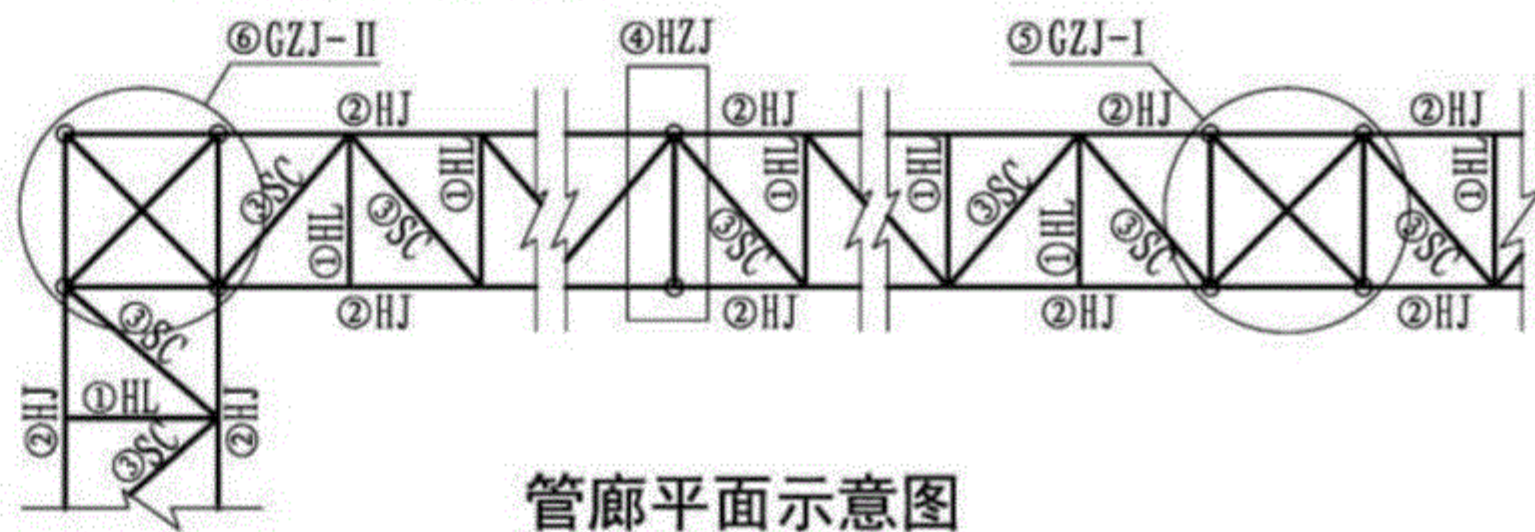 ⑥GZJ-II ④HZJ ⑤GZJ-I
②HJ ②HJ ②HJ ②HJ
③SC ①HL ③SC ①HL ①HL ③SC ①HL ③SC ①HL ③SC ③SC ①HL
②HJ ②HJ ②HJ ②HJ
③SC
②HJ ①HL ②HJ
③SC
管廊平面示意图